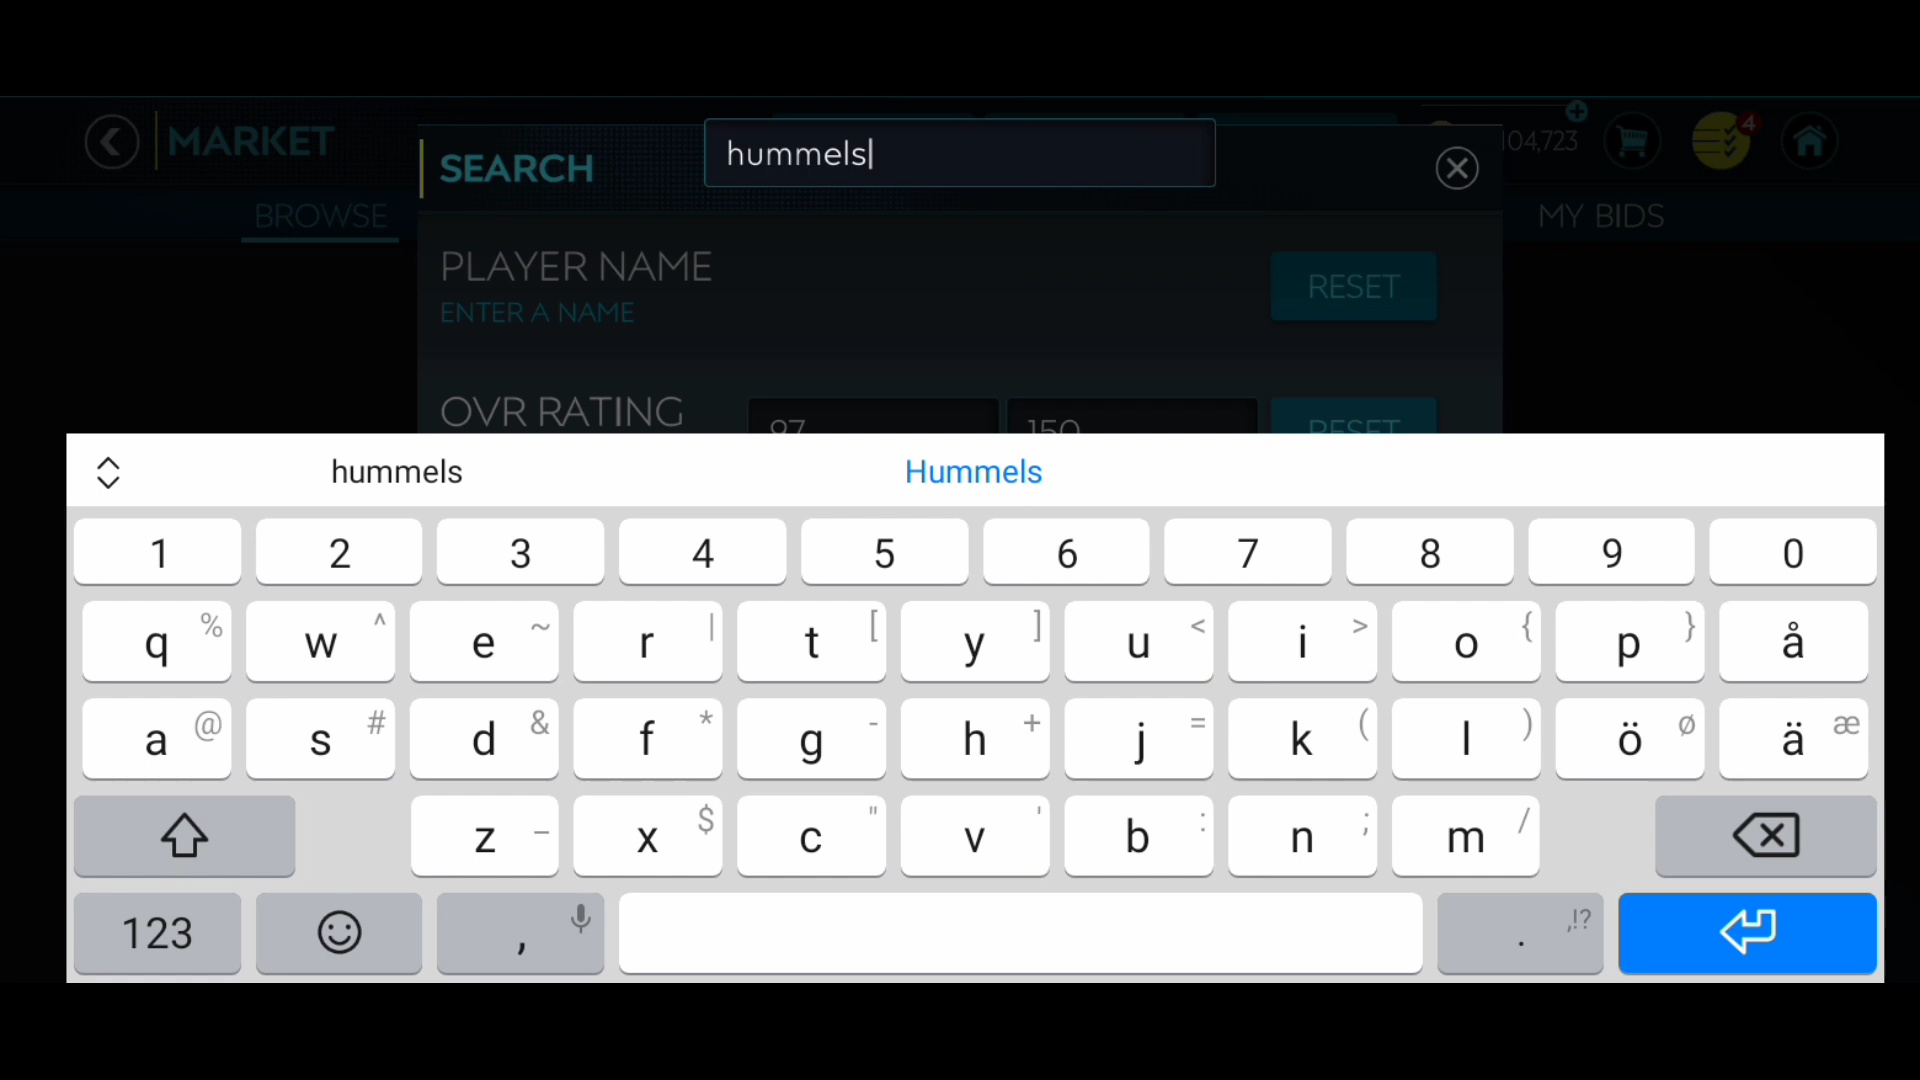 MARKET
SEARCH
hummels
104,723
4
BROWSE
MY BIDS
PLAYER NAME
ENTER A NAME
RESET
OVR RATING
97
150
RESET
hummels
Hummels
1 2 3 4 5 6 7 8 9 0
q % w ^ e ~ r | t [ y ] u < i > o { p } å
a @ s # d & f * g - h + j = k ( l ) ö ø ä æ
z _ x $ c " v ' b : n ; m /
123 , . ,!?